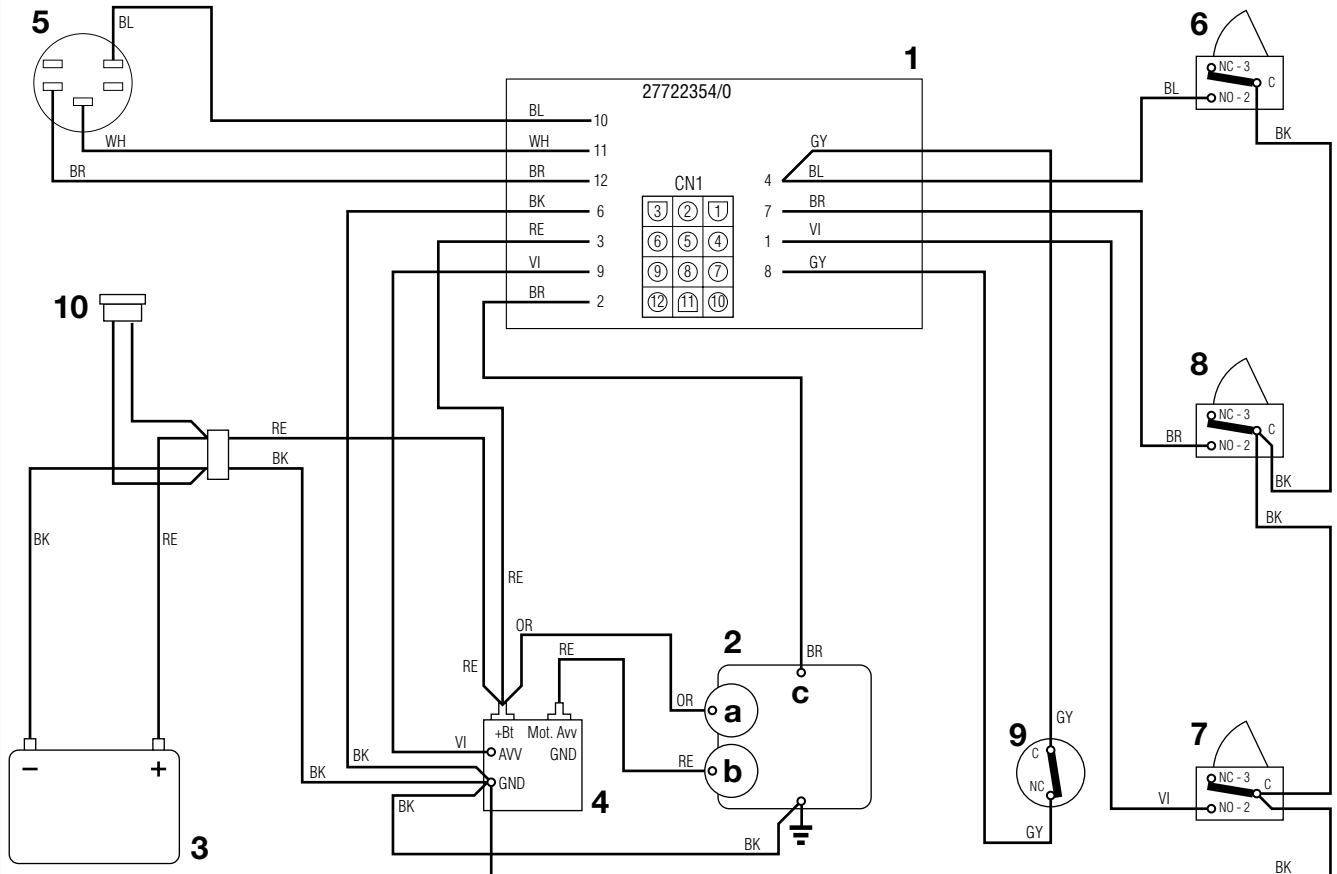 5
BL
6
NC - 3
C
NO - 2
BL
BK
1
27722354/0
BL
10
WH
WH
11
BR
BR
12
BK
6
RE
3
VI
9
BR
2
CN1
3 2 1
6 5 4
9 8 7
12 11 10
GY
4
BL
7
BR
1
VI
8
GY
10
8
NC - 3
C
NO - 2
BR
BK
BK
RE
BK
BK
RE
RE
OR
RE
RE
2
BR
c
OR
a
RE
b
+Bt
Mot. Avv
VI
AVV
GND
BK
BK
GND
BK
4
BK
−
+
3
GY
9
C
NC
GY
7
NC - 3
C
NO - 2
VI
BK